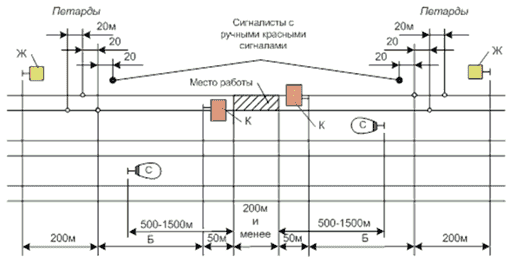 Петарды
Сигналисты с
ручными красными
сигналами
Петарды
20м
20
20
20м
20
20
Ж
Ж
Место работы
К
К
С
С
500-1500м
200м
и
менее
500-1500м
200м
Б
50м
50м
Б
200м